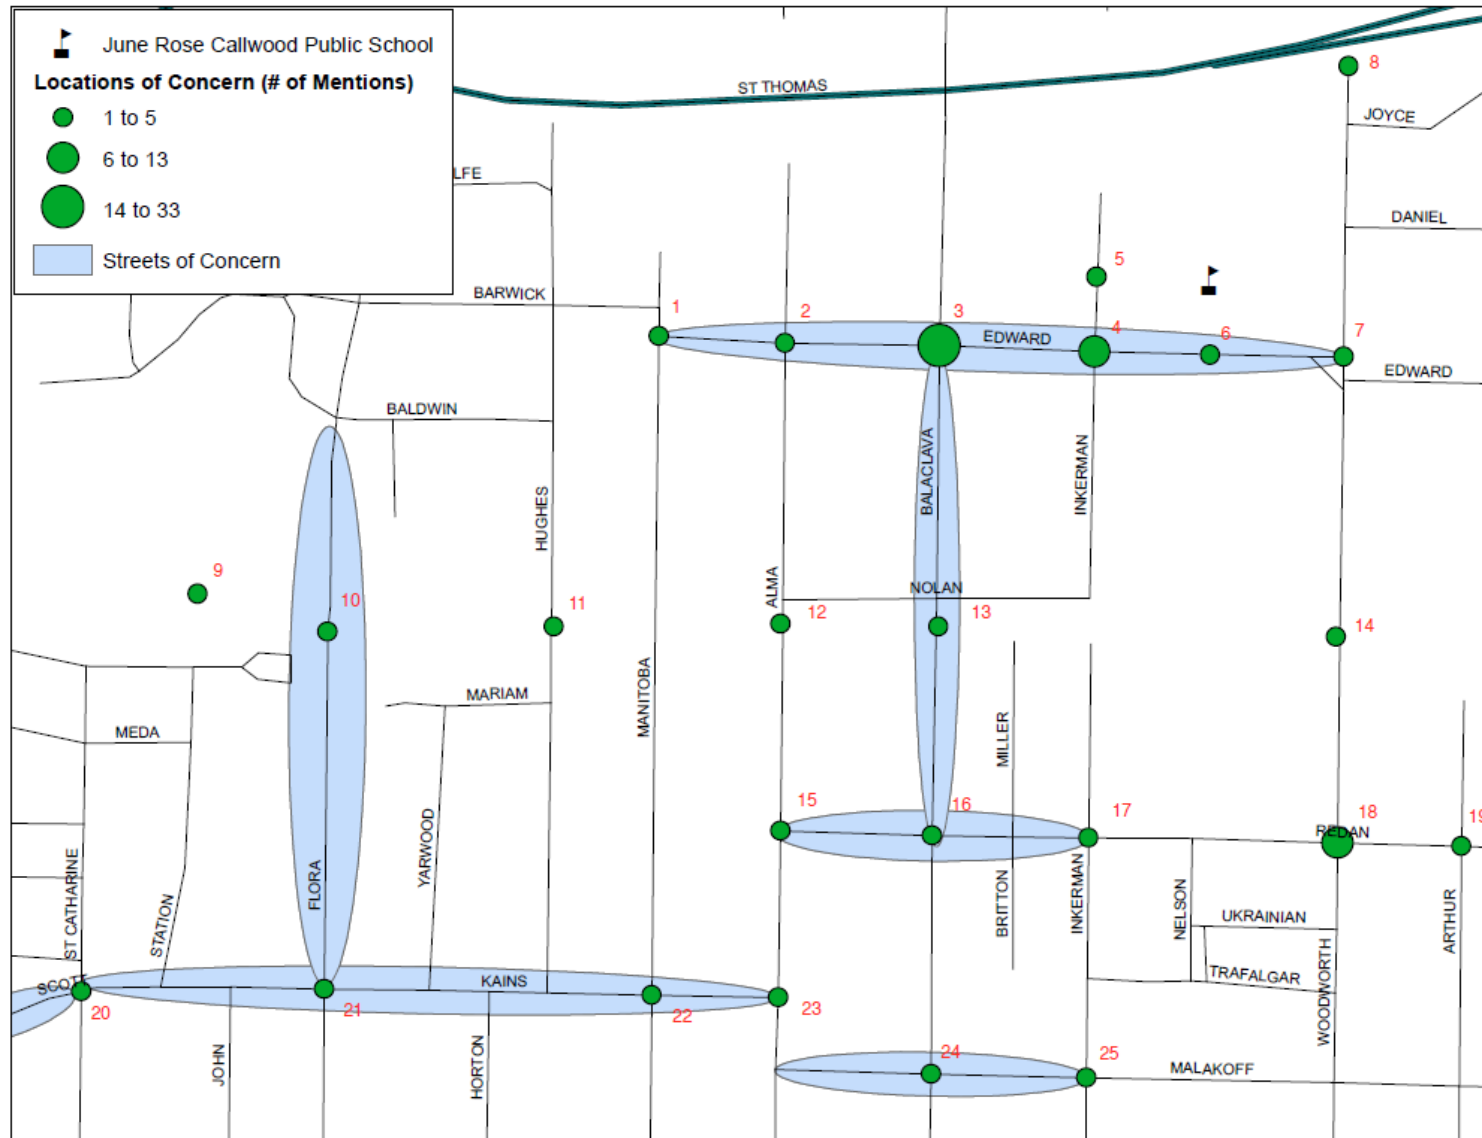 June Rose Callwood Public School
Locations of Concern (# of Mentions)
1 to 5
6 to 13
14 to 33
Streets of Concern
ST THOMAS
8
JOYCE
LFE
DANIEL
5
BARWICK
1
2
3
4
6
7
EDWARD
EDWARD
BALDWIN
HUGHES
BALACLAVA
INKERMAN
9
10
11
ALMA
NOLAN
12
13
14
MANITOBA
MARIAM
MEDA
MILLER
15
16
17
18
19
REDAN
ST CATHARINE
STATION
FLORA
YARWOOD
BRITTON
INKERMAN
NELSON
UKRAINIAN
ARTHUR
TRAFALGAR
WOODWORTH
SCOTT
KAINS
20
21
22
23
JOHN
HORTON
24
25
MALAKOFF